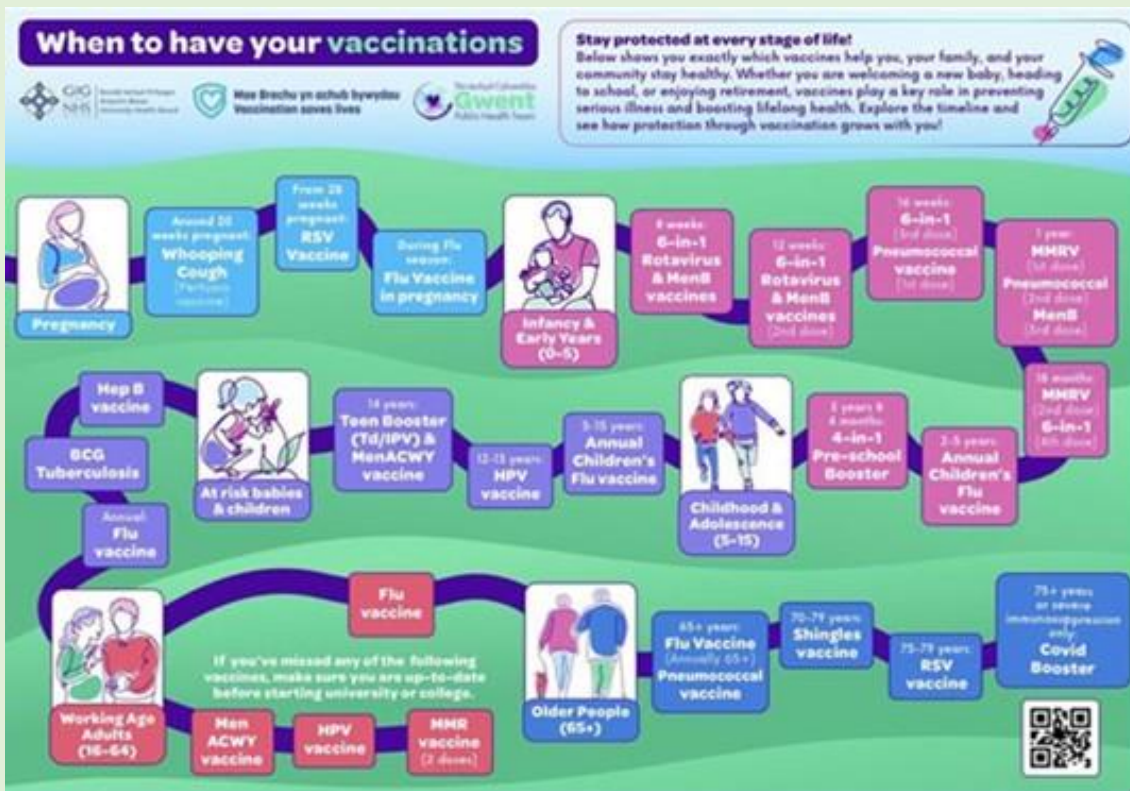 When to have your vaccinations
Stay protected at every stage of life!
Below shows you exactly which vaccines help you, your family, and your
community stay healthy. Whether you are welcoming a new baby, heading
to school, or enjoying retirement, vaccines play a key role in preventing
serious illness and boosting lifelong health. Explore the timeline and
see how protection through vaccination grows with you!
GIG
NHS
Bwrdd Iechyd Prifysgol
Aneurin Bevan
University Health Board
Mae Brechu yn achub bywydau
Vaccination saves lives
Gwent
Public Health Team
Pregnancy
Around 20
weeks pregnant:
Whooping
Cough
(Pertussis
vaccine)
From 28
weeks
pregnant:
RSV
Vaccine
During Flu
season:
Flu Vaccine
in pregnancy
Infancy &
Early Years
(0-5)
8 weeks:
6-in-1
Rotavirus
& MenB
vaccines
12 weeks:
6-in-1
Rotavirus
& MenB
vaccines
(2nd dose)
16 weeks:
6-in-1
(3rd dose)
Pneumococcal
vaccine
(1st dose)
1 year:
MMRV
(1st dose)
Pneumococcal
(2nd dose)
MenB
(3rd dose)
18 months:
MMRV
(2nd dose)
6-in-1
(4th dose)
2-5 years:
Annual
Children's
Flu
vaccine
3 years &
4 months:
4-in-1
Pre-school
Booster
Childhood &
Adolescence
(5-15)
5-15 years:
Annual
Children's
Flu vaccine
12-13 years:
HPV
vaccine
14 years:
Teen Booster
(Td/IPV) &
MenACWY
vaccine
At risk babies
& children
Hep B
vaccine
BCG
Tuberculosis
Annual:
Flu
vaccine
Working Age
Adults
(16-64)
Flu
vaccine
If you've missed any of the following
vaccines, make sure you are up-to-date
before starting university or college.
Men
ACWY
vaccine
HPV
vaccine
MMR
vaccine
(2 doses)
Older People
(65+)
65+ years:
Flu Vaccine
(Annually 65+)
Pneumococcal
vaccine
70-79 years:
Shingles
vaccine
75-79 years:
RSV
vaccine
75+ years
or severe
immunosuppression
only:
Covid
Booster